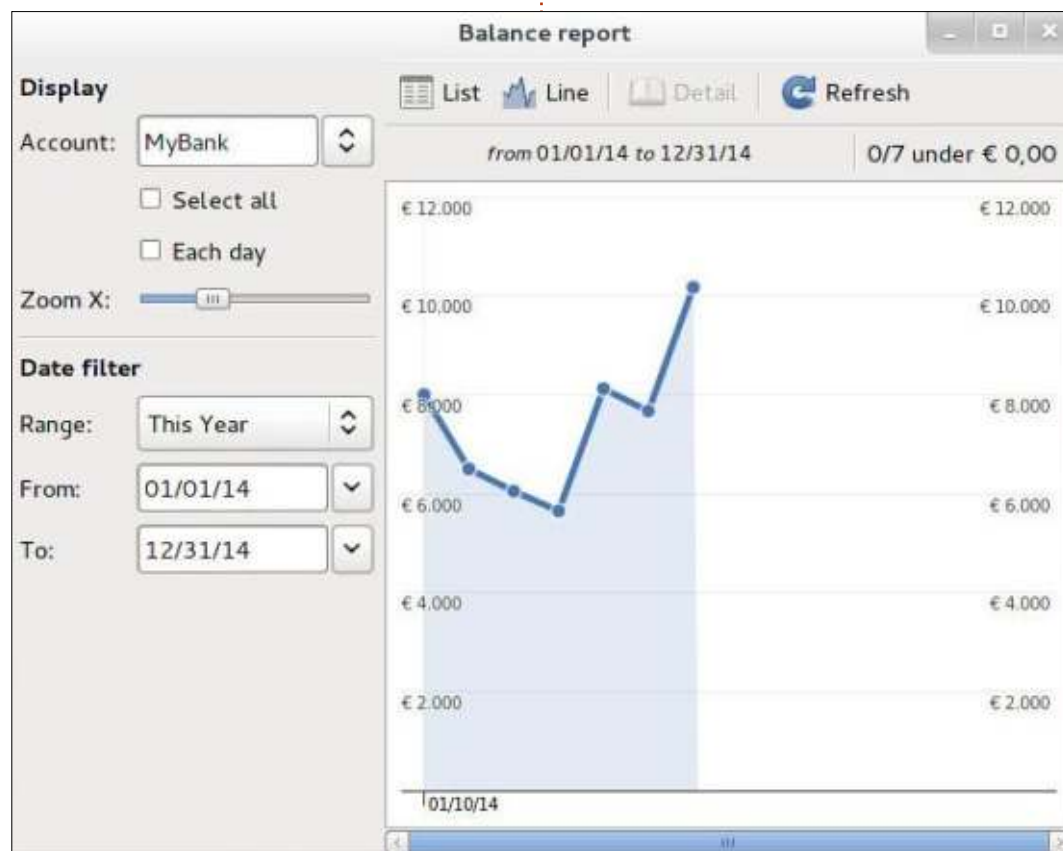 Balance report
Display
Account: MyBank
Select all
Each day
Zoom X:
Date filter
Range: This Year
From: 01/01/14
To: 12/31/14
List Line Detail Refresh
from 01/01/14 to 12/31/14 0/7 under € 0,00
€ 12.000 € 12.000
€ 10.000 € 10.000
€ 8.000 € 8.000
€ 6.000 € 6.000
€ 4.000 € 4.000
€ 2.000 € 2.000
01/10/14